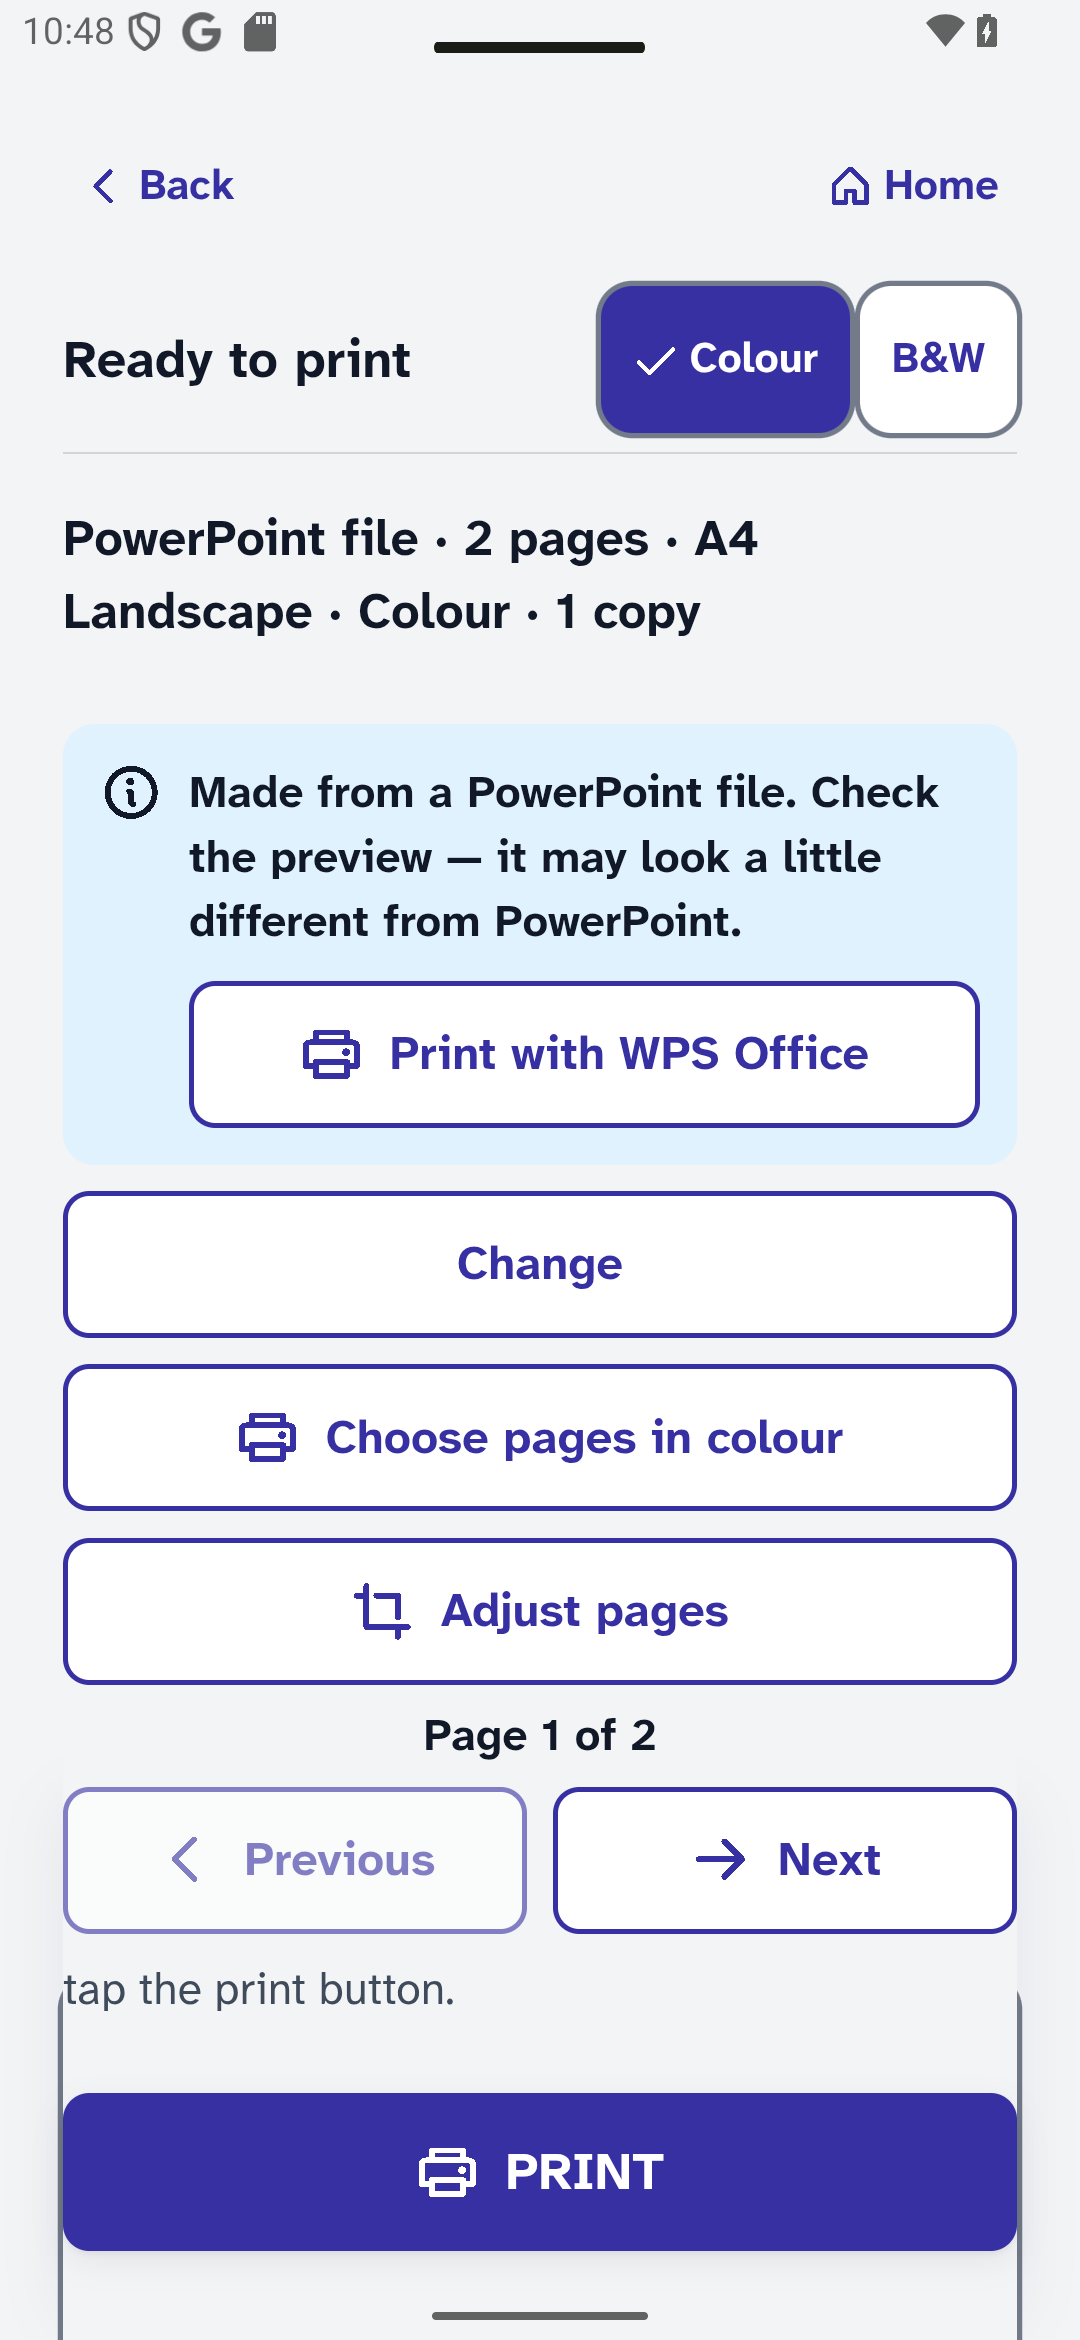 10:48
Back
Home
Ready to print
Colour
B&W
PowerPoint file · 2 pages · A4
Landscape · Colour · 1 copy
Made from a PowerPoint file. Check
the preview — it may look a little
different from PowerPoint.
Print with WPS Office
Change
Choose pages in colour
Adjust pages
Page 1 of 2
Previous
Next
tap the print button.
PRINT